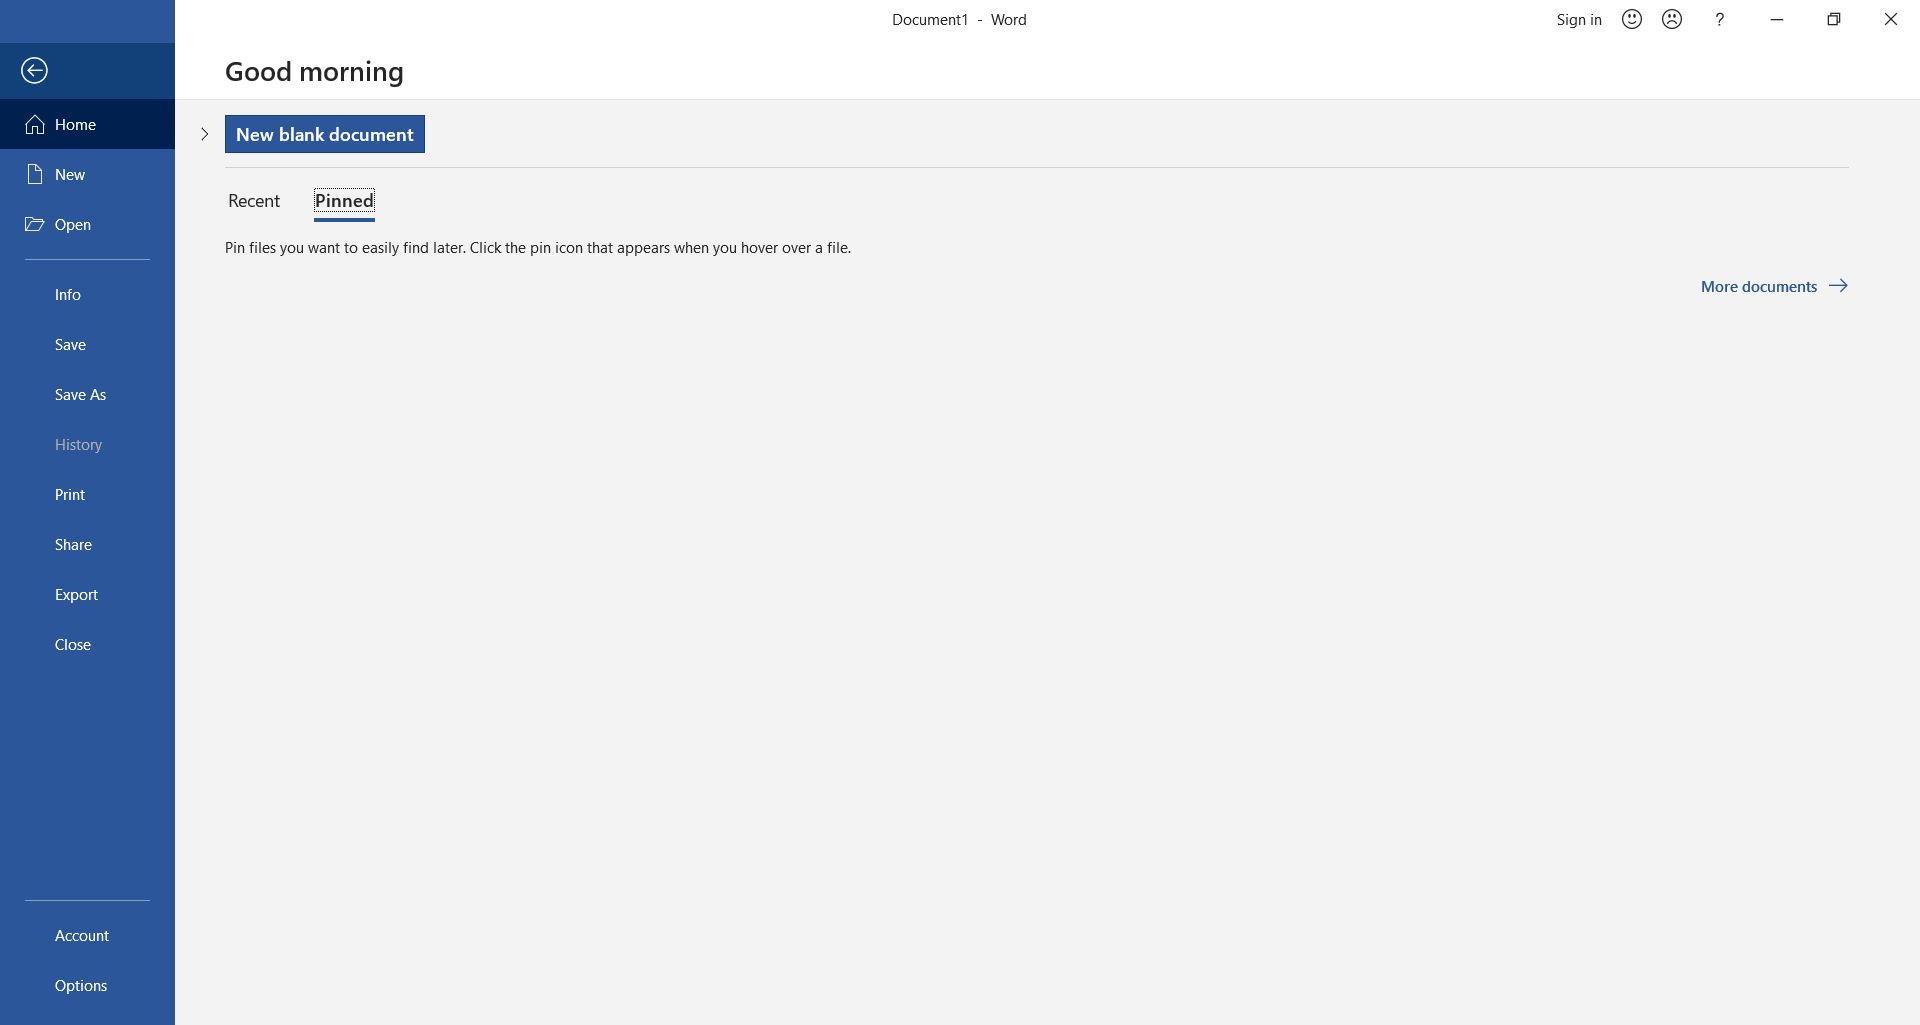 Document1 - Word
Sign in
?
Good morning
Home
New
Open
Info
Save
Save As
History
Print
Share
Export
Close
Account
Options
New blank document
Recent
Pinned
Pin files you want to easily find later. Click the pin icon that appears when you hover over a file.
More documents